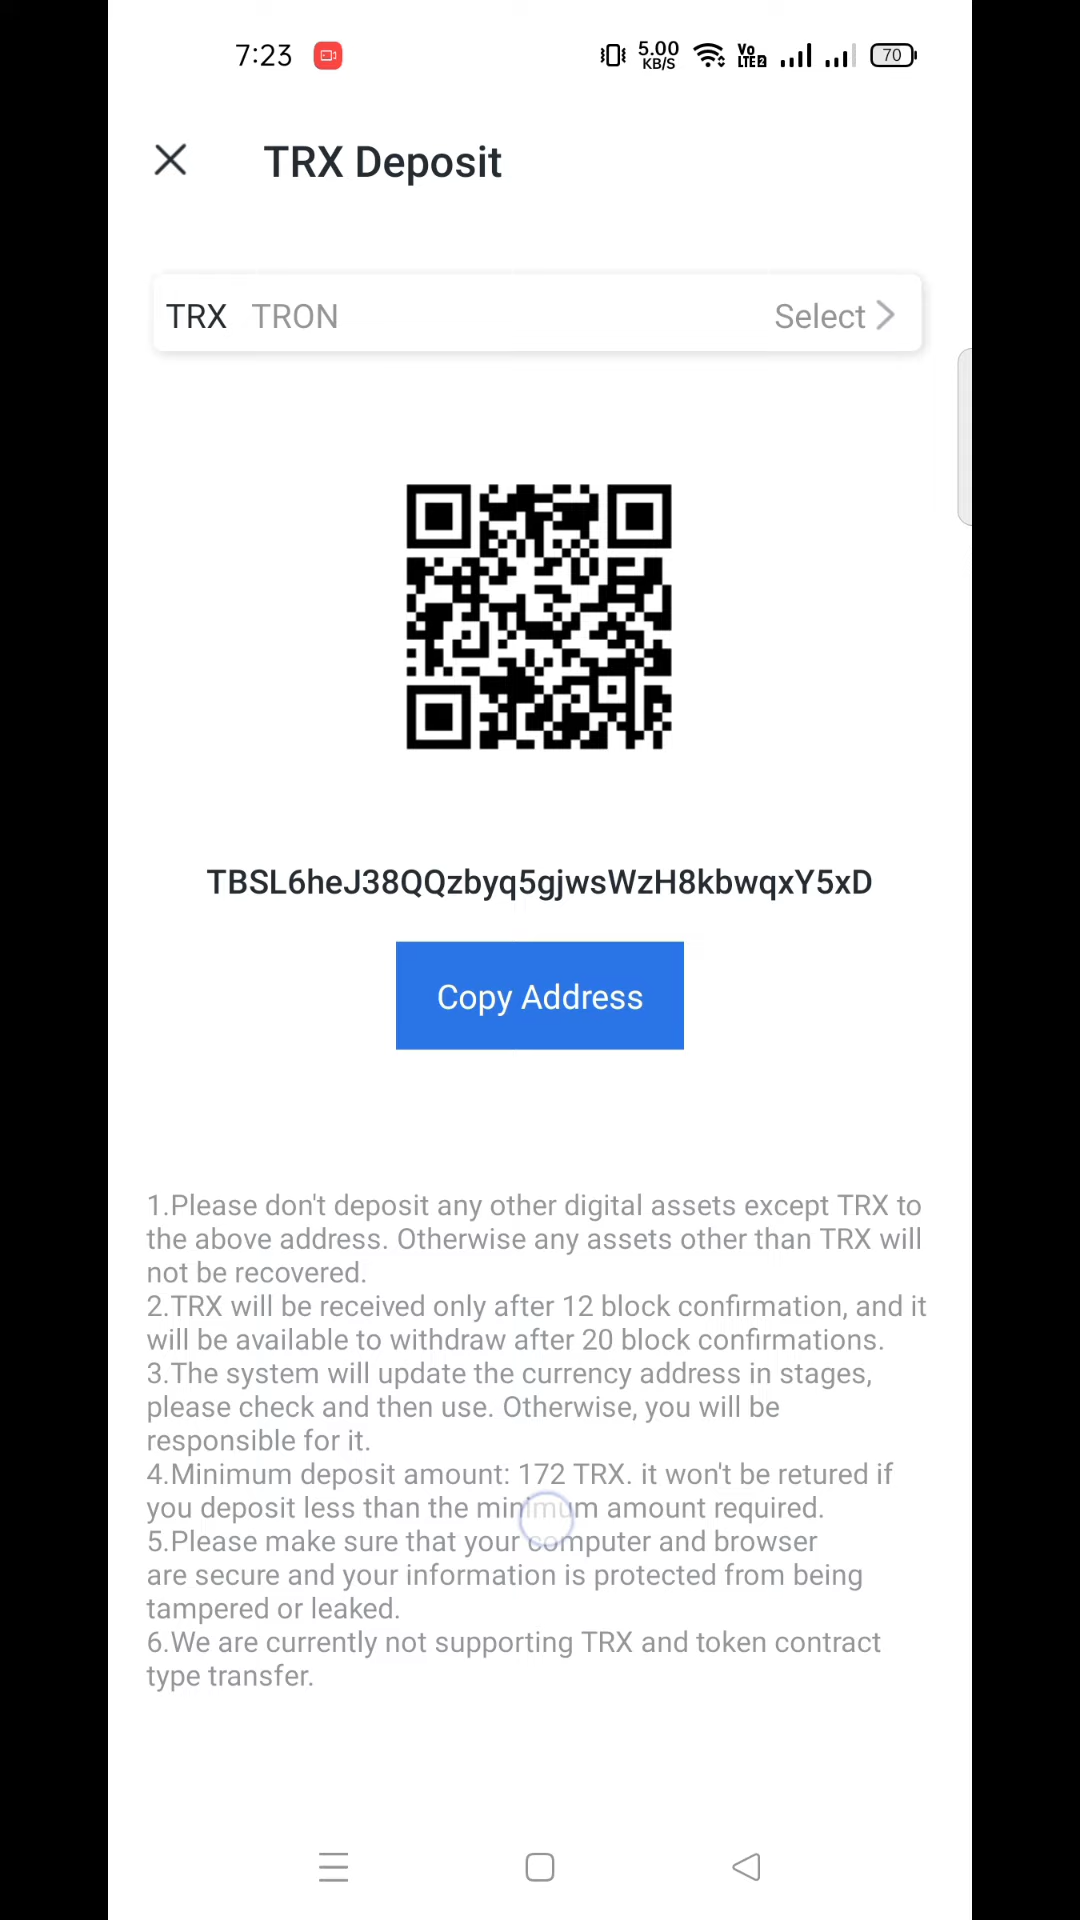 7:23
5.00
KB/S
Vo
LTE 2
70
TRX Deposit
TRX TRON
Select
TBSL6heJ38QQzbyq5gjwsWzH8kbwqxY5xD
Copy Address
1.Please don't deposit any other digital assets except TRX to
the above address. Otherwise any assets other than TRX will
not be recovered.
2.TRX will be received only after 12 block confirmation, and it
will be available to withdraw after 20 block confirmations.
3.The system will update the currency address in stages,
please check and then use. Otherwise, you will be
responsible for it.
4.Minimum deposit amount: 172 TRX. it won't be retured if
you deposit less than the minimum amount required.
5.Please make sure that your computer and browser
are secure and your information is protected from being
tampered or leaked.
6.We are currently not supporting TRX and token contract
type transfer.